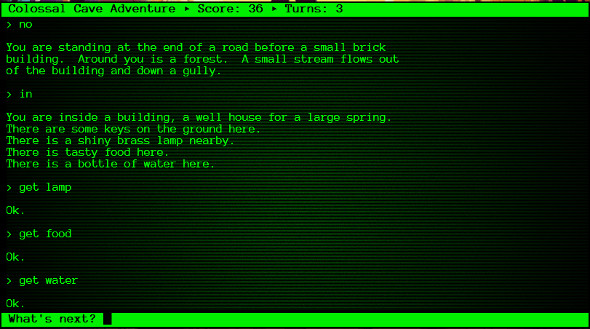 Colossal Cave Adventure ▸ Score: 36 ▸ Turns: 3
> no
You are standing at the end of a road before a small brick
building.  Around you is a forest.  A small stream flows out
of the building and down a gully.
> in
You are inside a building, a well house for a large spring.
There are some keys on the ground here.
There is a shiny brass lamp nearby.
There is tasty food here.
There is a bottle of water here.
> get lamp
Ok.
> get food
Ok.
> get water
Ok.
What's next?